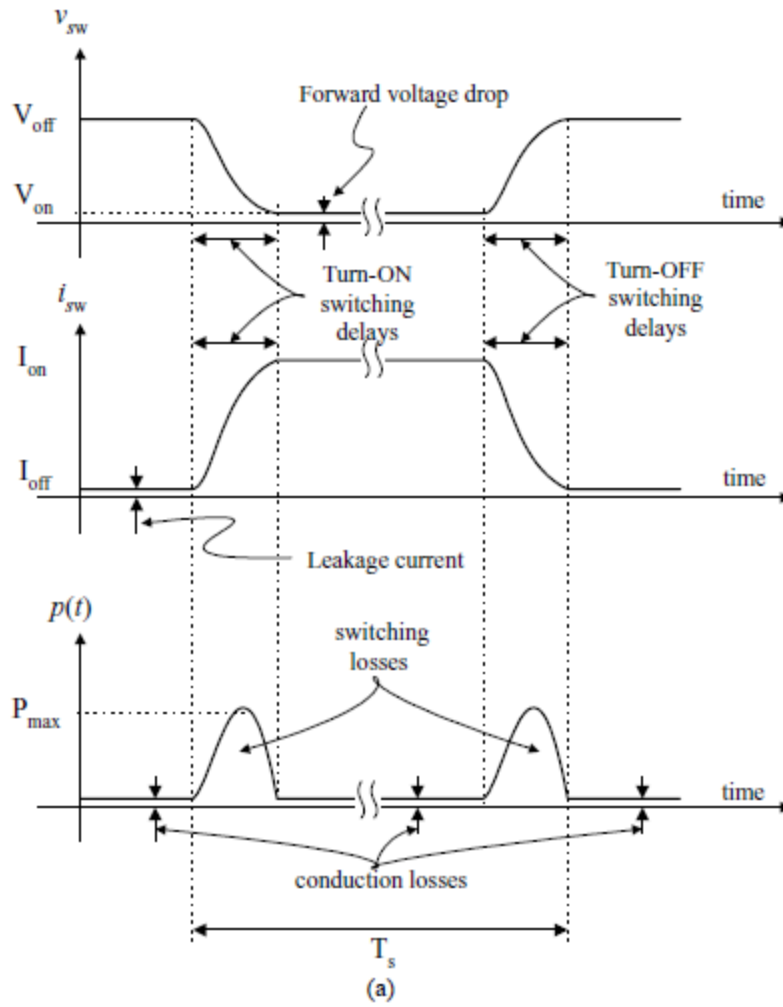 v_sw
Forward voltage drop
V_off
V_on
time
Turn-ON
switching
delays
Turn-OFF
switching
delays
i_sw
I_on
I_off
time
Leakage current
p(t)
switching
losses
P_max
time
conduction losses
T_s
(a)